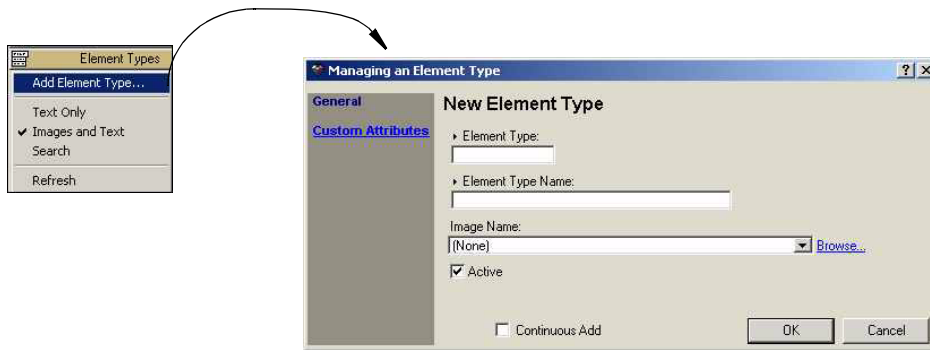 Element Types
Add Element Type...
Text Only
Images and Text
Search
Refresh
Managing an Element Type
General
Custom Attributes
New Element Type
Element Type:
Element Type Name:
Image Name:
(None)
Browse...
Active
Continuous Add
OK
Cancel